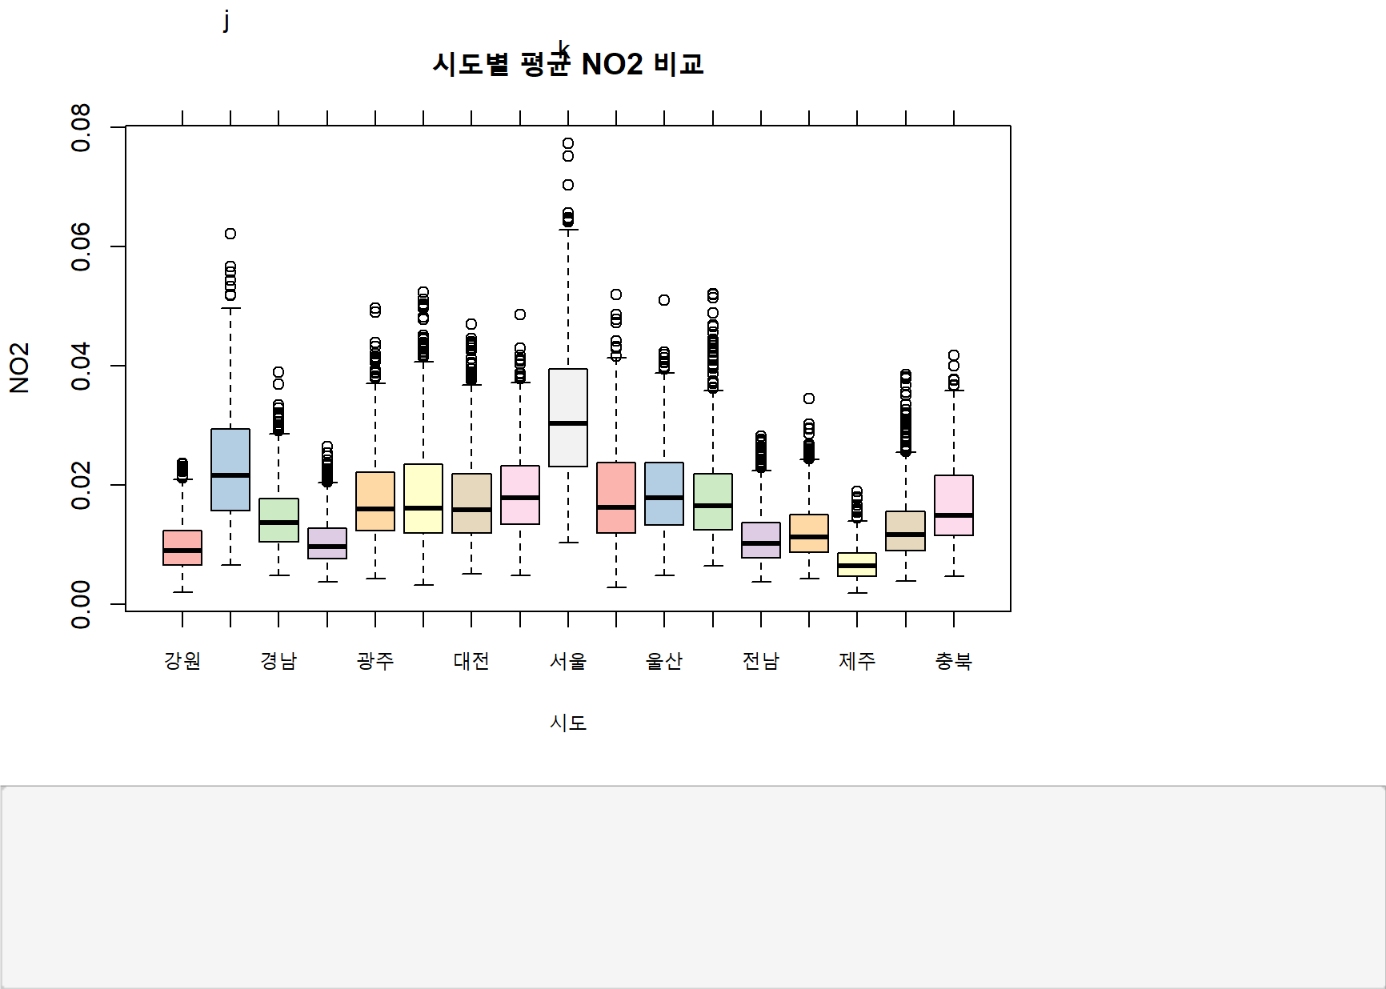 j
k
시도별 평균 NO2 비교
NO2
0.08
0.06
0.04
0.02
0.00
강원 경남 광주 대전 서울 울산 전남 제주 충북
시도